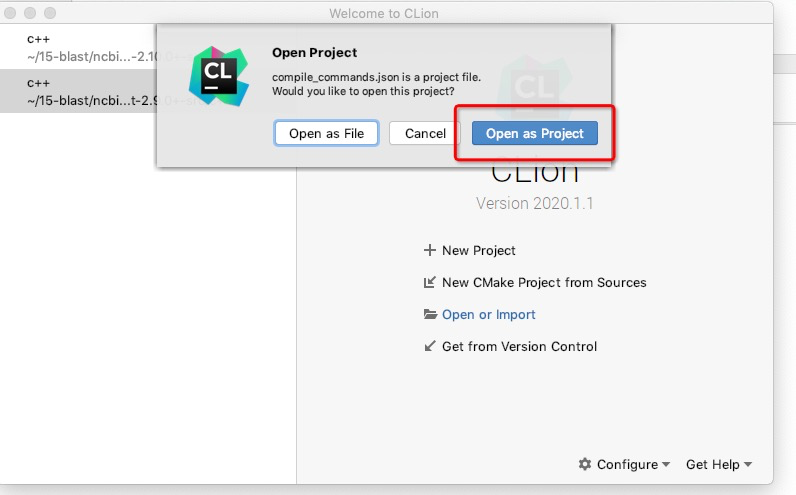 Welcome to CLion
c++
~/15-blast/ncbi...-2.10
c++
~/15-blast/ncbi...t-2.9
CL
Open Project
compile_commands.json is a project file.
Would you like to open this project?
Open as File
Cancel
Open as Project
CLion
Version 2020.1.1
New Project
New CMake Project from Sources
Open or Import
Get from Version Control
Configure
Get Help